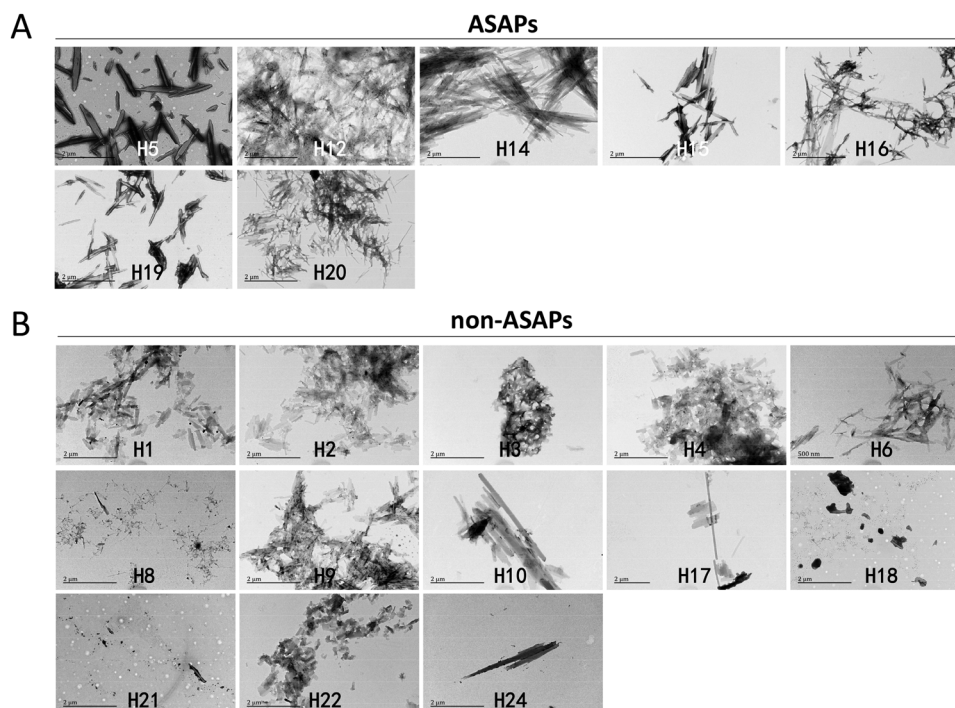 A
ASAPs
2 μm H5
2 μm H12
2 μm H14
2 μm H15
2 μm H16
2 μm H19
2 μm H20
B
non-ASAPs
2 μm H1
2 μm H2
2 μm H3
2 μm H4
500 nm H6
2 μm H8
2 μm H9
2 μm H10
2 μm H17
2 μm H18
2 μm H21
2 μm H22
2 μm H24